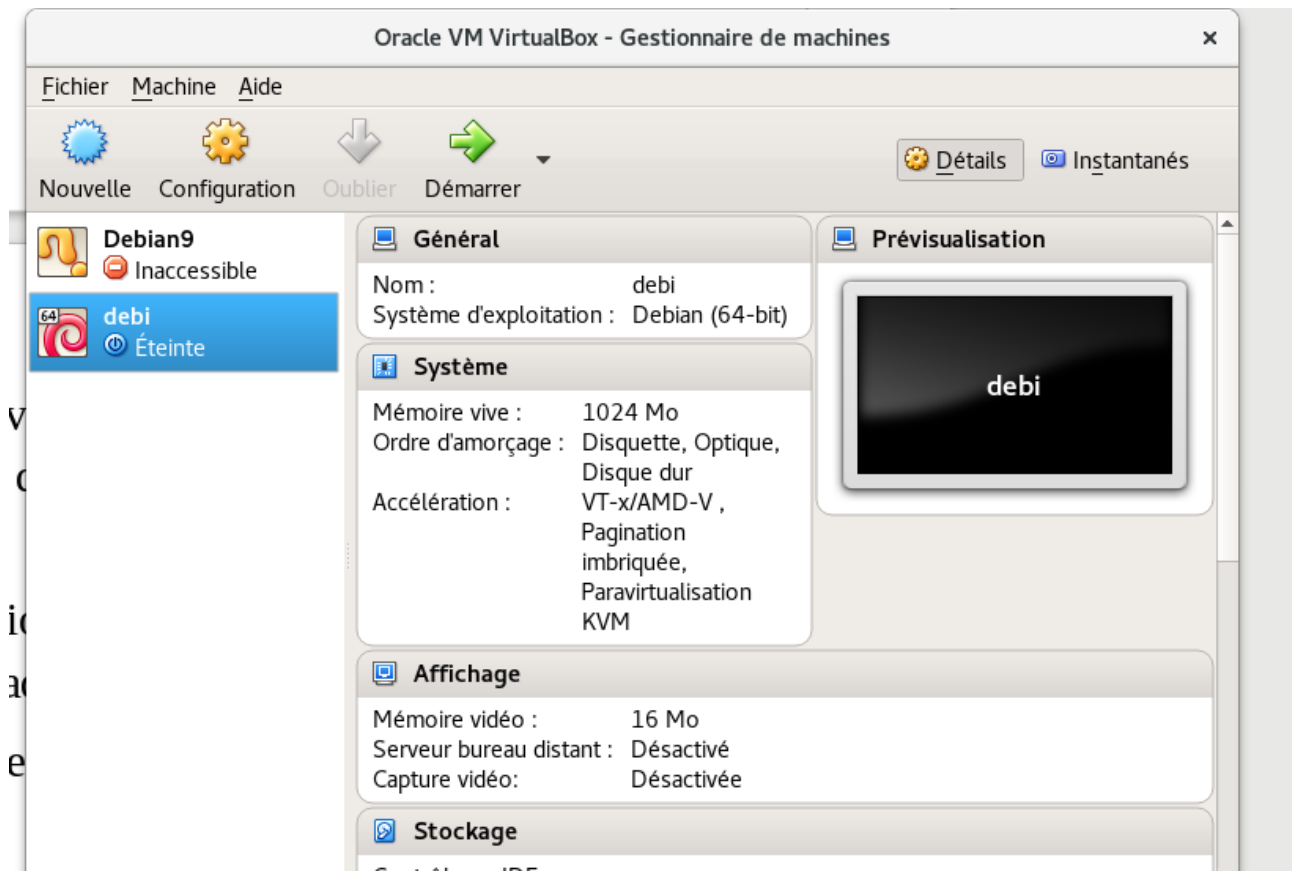 Oracle VM VirtualBox - Gestionnaire de machines
Fichier Machine Aide
Nouvelle Configuration Oublier Démarrer
Détails Instantanés
Debian9
Inaccessible
64
debi
Éteinte
Général
Nom : debi
Système d'exploitation : Debian (64-bit)
Système
Mémoire vive : 1024 Mo
Ordre d'amorçage : Disquette, Optique,
Disque dur
Accélération : VT-x/AMD-V ,
Pagination
imbriquée,
Paravirtualisation
KVM
Prévisualisation
debi
Affichage
Mémoire vidéo : 16 Mo
Serveur bureau distant : Désactivé
Capture vidéo: Désactivée
Stockage